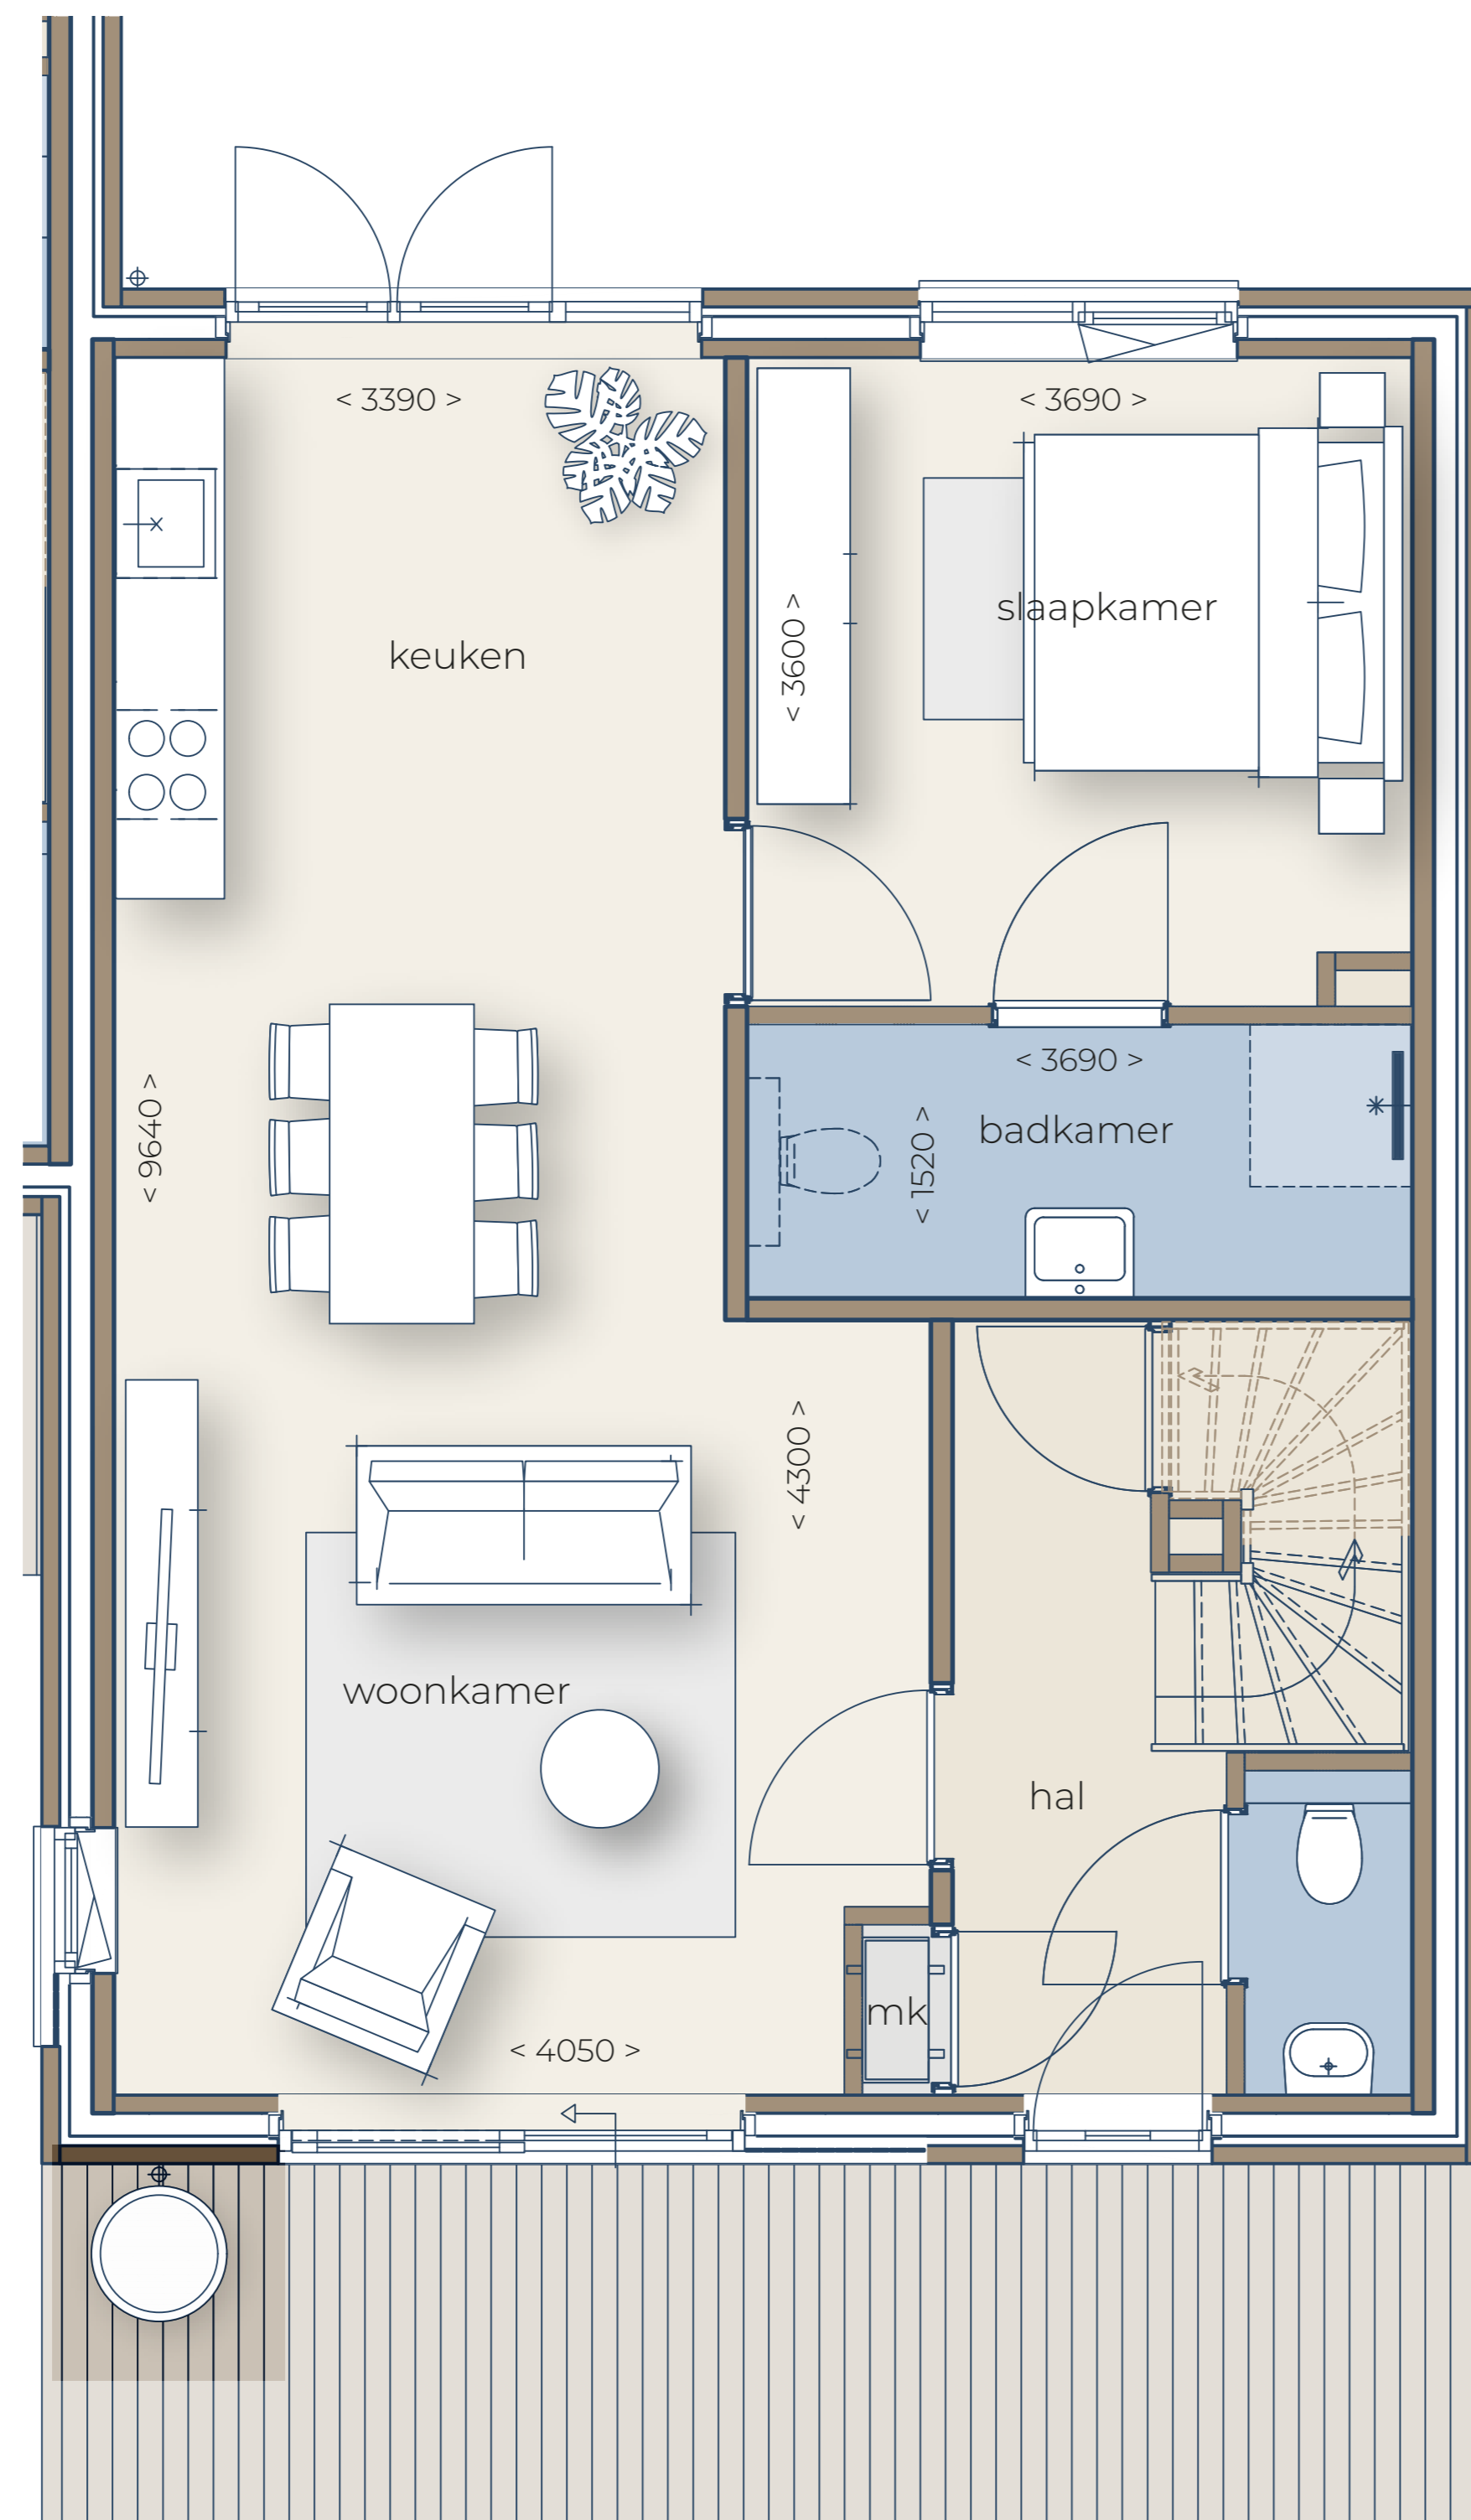 < 3390 >
< 3690 >
slaapkamer
< 3600 >
keuken
< 3690 >
badkamer
< 1520 >
< 9640 >
< 4300 >
woonkamer
hal
mk
< 4050 >